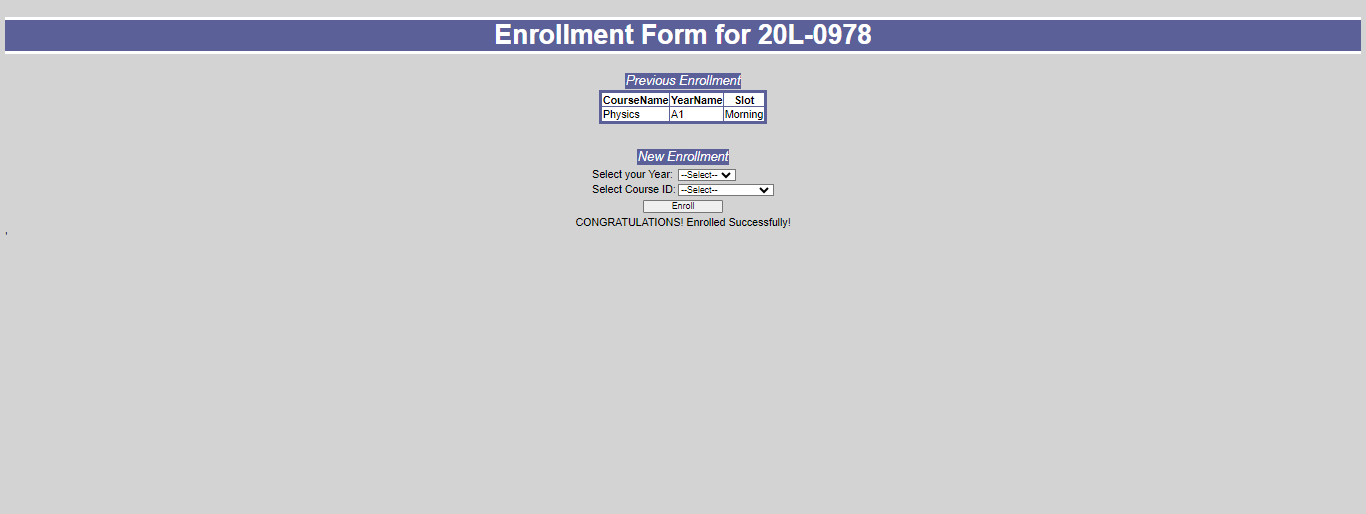 Enrollment Form for 20L-0978
Previous Enrollment
CourseName YearName Slot
Physics A1 Morning
New Enrollment
Select your Year: --Select--
Select Course ID: --Select--
Enroll
CONGRATULATIONS! Enrolled Successfully!
,